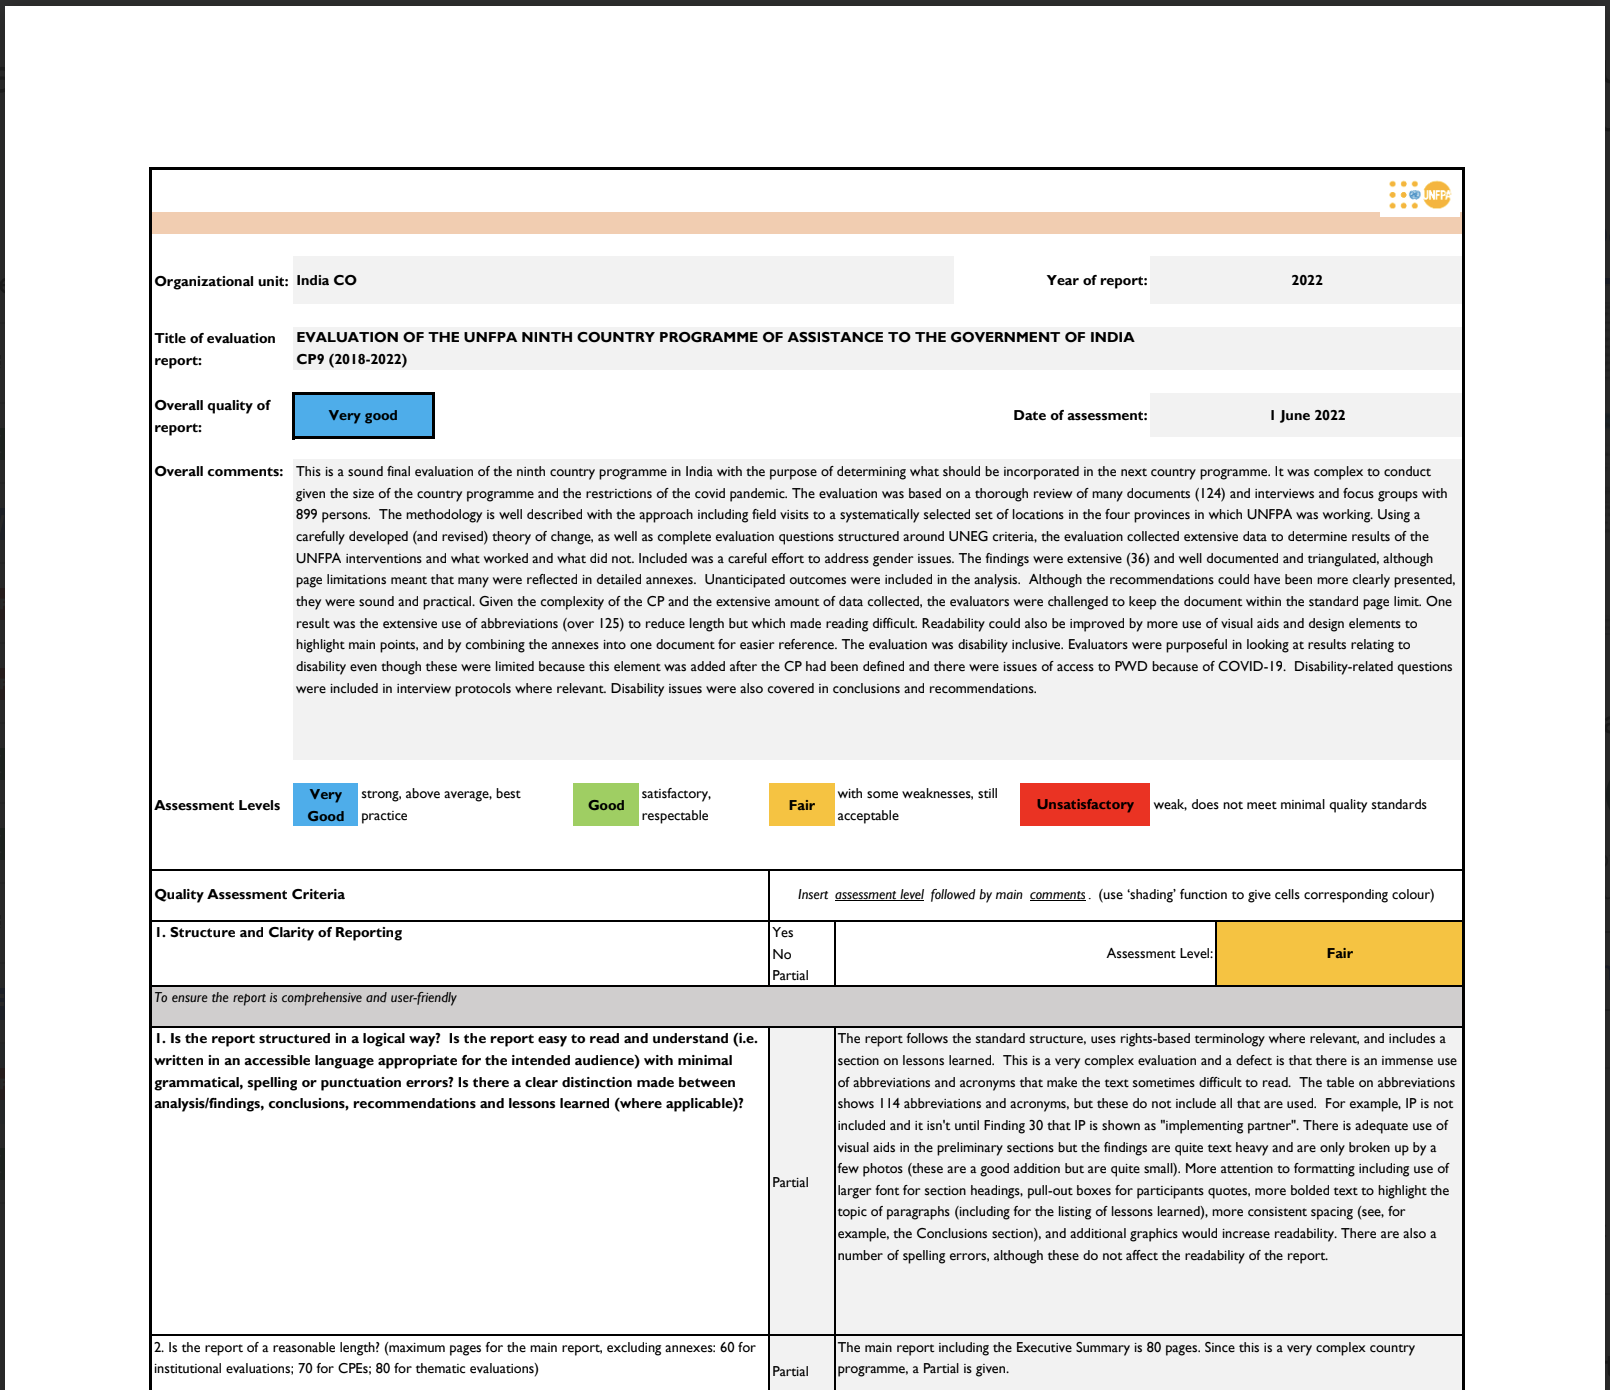 UNFPA
Organizational unit: India CO Year of report: 2022
Title of evaluation report: EVALUATION OF THE UNFPA NINTH COUNTRY PROGRAMME OF ASSISTANCE TO THE GOVERNMENT OF INDIA
CP9 (2018-2022)
Overall quality of report: Very good Date of assessment: 1 June 2022
Overall comments: This is a sound final evaluation of the ninth country programme in India with the purpose of determining what should be incorporated in the next country programme. It was complex to conduct
given the size of the country programme and the restrictions of the covid pandemic. The evaluation was based on a thorough review of many documents (124) and interviews and focus groups with
899 persons.  The methodology is well described with the approach including field visits to a systematically selected set of locations in the four provinces in which UNFPA was working. Using a
carefully developed (and revised) theory of change, as well as complete evaluation questions structured around UNEG criteria, the evaluation collected extensive data to determine results of the
UNFPA interventions and what worked and what did not. Included was a careful effort to address gender issues. The findings were extensive (36) and well documented and triangulated, although
page limitations meant that many were reflected in detailed annexes.  Unanticipated outcomes were included in the analysis.  Although the recommendations could have been more clearly presented,
they were sound and practical. Given the complexity of the CP and the extensive amount of data collected, the evaluators were challenged to keep the document within the standard page limit. One
result was the extensive use of abbreviations (over 125) to reduce length but which made reading difficult. Readability could also be improved by more use of visual aids and design elements to
highlight main points, and by combining the annexes into one document for easier reference. The evaluation was disability inclusive. Evaluators were purposeful in looking at results relating to
disability even though these were limited because this element was added after the CP had been defined and there were issues of access to PWD because of COVID-19.  Disability-related questions
were included in interview protocols where relevant. Disability issues were also covered in conclusions and recommendations.
Assessment Levels
Very Good
strong, above average, best
practice
Good
satisfactory,
respectable
Fair
with some weaknesses, still
acceptable
Unsatisfactory
weak, does not meet minimal quality standards
Quality Assessment Criteria
Insert assessment level followed by main comments. (use ‘shading’ function to give cells corresponding colour)
1. Structure and Clarity of Reporting
Yes
No
Partial
Assessment Level: Fair
To ensure the report is comprehensive and user-friendly
1. Is the report structured in a logical way?  Is the report easy to read and understand (i.e.
written in an accessible language appropriate for the intended audience) with minimal
grammatical, spelling or punctuation errors? Is there a clear distinction made between
analysis/findings, conclusions, recommendations and lessons learned (where applicable)?
Partial
The report follows the standard structure, uses rights-based terminology where relevant, and includes a
section on lessons learned.  This is a very complex evaluation and a defect is that there is an immense use
of abbreviations and acronyms that make the text sometimes difficult to read.  The table on abbreviations
shows 114 abbreviations and acronyms, but these do not include all that are used.  For example, IP is not
included and it isn't until Finding 30 that IP is shown as "implementing partner". There is adequate use of
visual aids in the preliminary sections but the findings are quite text heavy and are only broken up by a
few photos (these are a good addition but are quite small). More attention to formatting including use of
larger font for section headings, pull-out boxes for participants quotes, more bolded text to highlight the
topic of paragraphs (including for the listing of lessons learned), more consistent spacing (see, for
example, the Conclusions section), and additional graphics would increase readability. There are also a
number of spelling errors, although these do not affect the readability of the report.
2. Is the report of a reasonable length? (maximum pages for the main report, excluding annexes: 60 for
institutional evaluations; 70 for CPEs; 80 for thematic evaluations)
Partial
The main report including the Executive Summary is 80 pages. Since this is a very complex country
programme, a Partial is given.